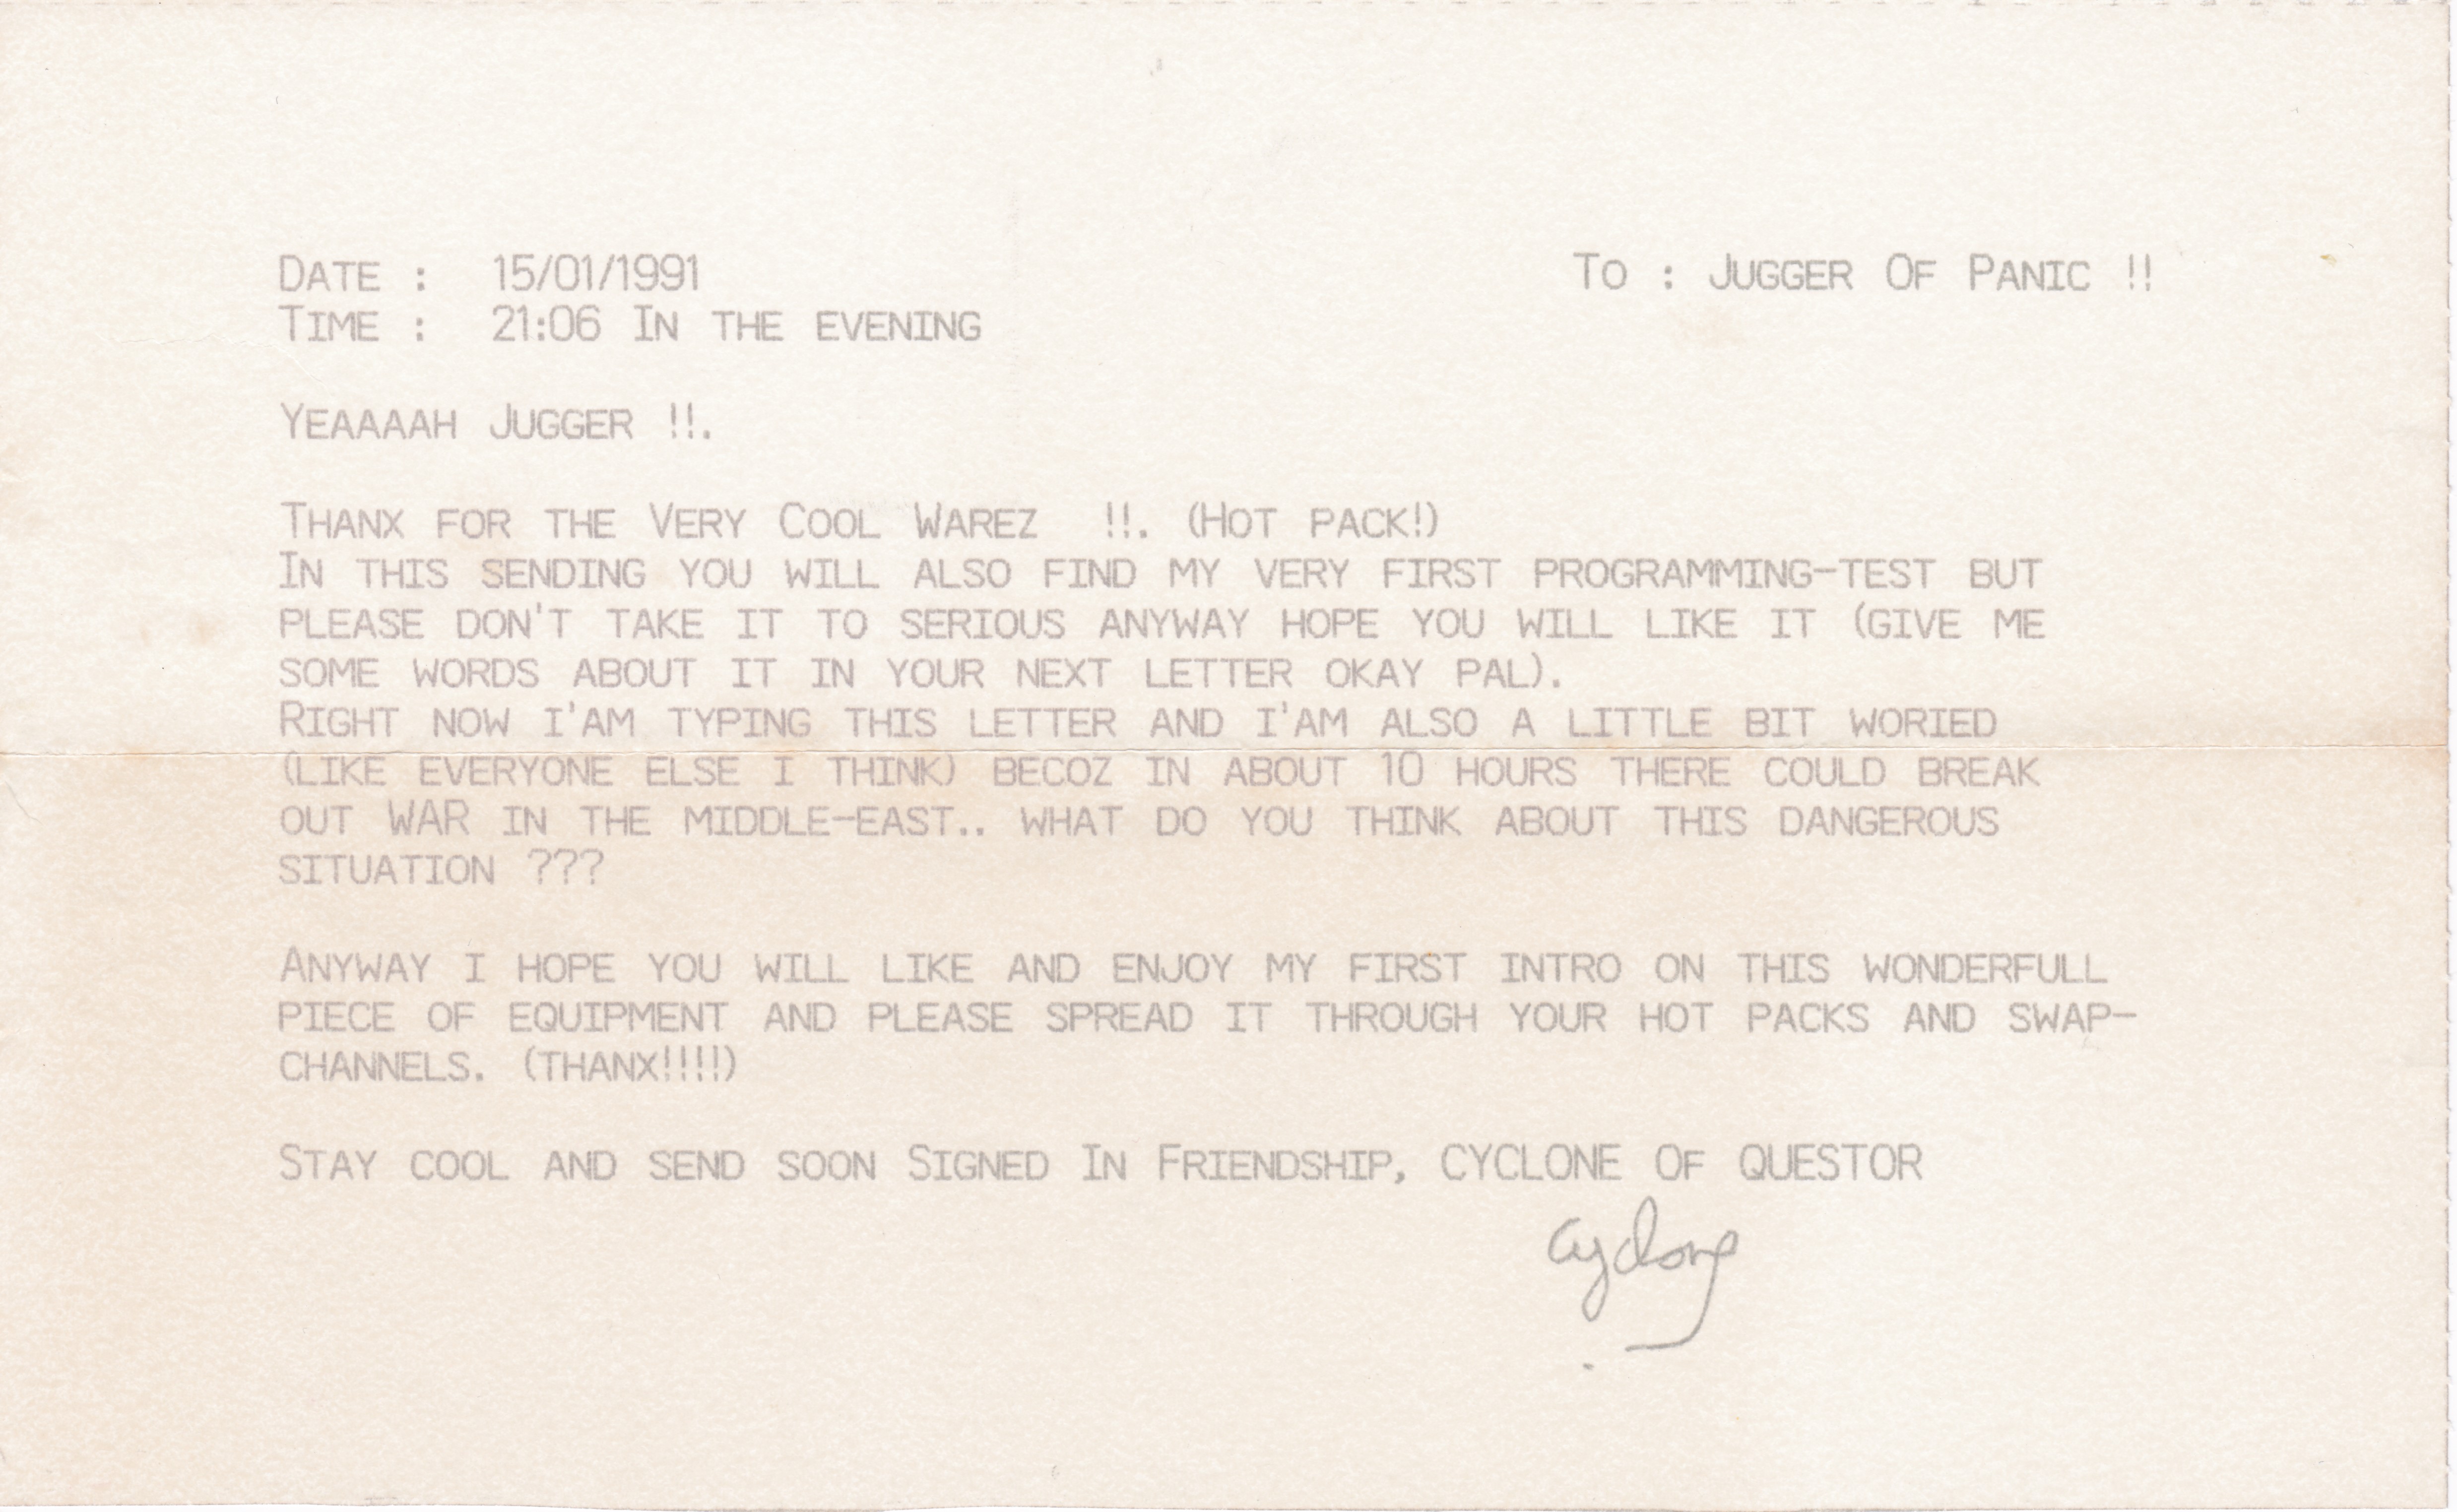 DATE :  15/01/1991                         TO : JUGGER OF PANIC !!
TIME :  21:06 IN THE EVENING
YEAAAAH JUGGER !!.
THANX FOR THE VERY COOL WAREZ  !!. (HOT PACK!)
IN THIS SENDING YOU WILL ALSO FIND MY VERY FIRST PROGRAMMING-TEST BUT
PLEASE DON'T TAKE IT TO SERIOUS ANYWAY HOPE YOU WILL LIKE IT (GIVE ME
SOME WORDS ABOUT IT IN YOUR NEXT LETTER OKAY PAL).
RIGHT NOW I'AM TYPING THIS LETTER AND I'AM ALSO A LITTLE BIT WORIED
(LIKE EVERYONE ELSE I THINK) BECOZ IN ABOUT 10 HOURS THERE COULD BREAK
OUT WAR IN THE MIDDLE-EAST.. WHAT DO YOU THINK ABOUT THIS DANGEROUS
SITUATION ???
ANYWAY I HOPE YOU WILL LIKE AND ENJOY MY FIRST INTRO ON THIS WONDERFULL
PIECE OF EQUIPMENT AND PLEASE SPREAD IT THROUGH YOUR HOT PACKS AND SWAP-
CHANNELS. (THANX!!!!)
STAY COOL AND SEND SOON SIGNED IN FRIENDSHIP, CYCLONE OF QUESTOR
Cyclone